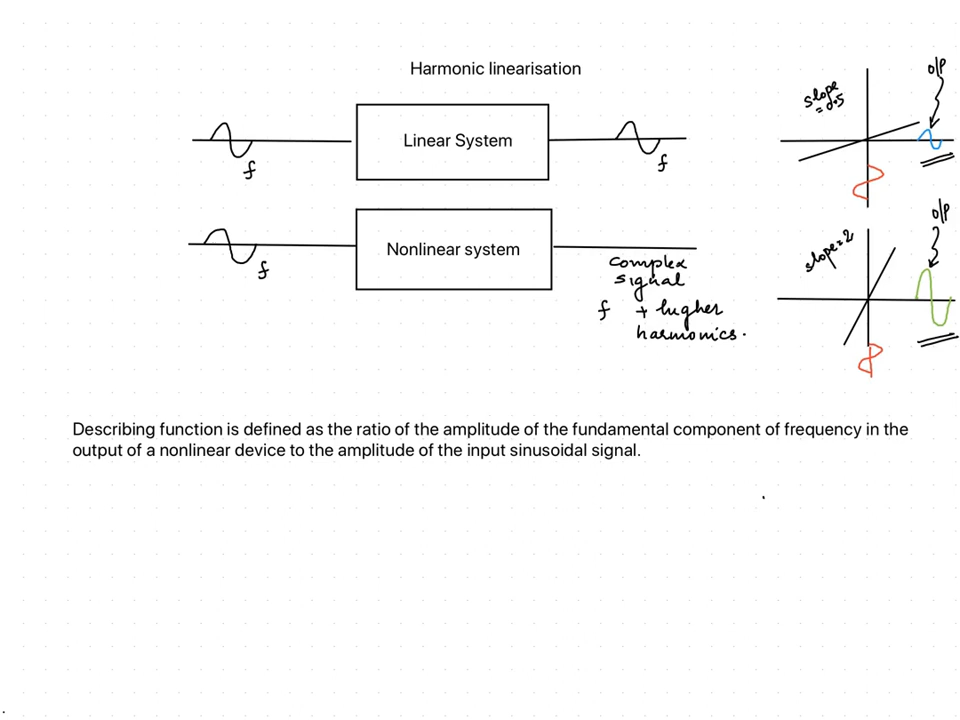 Harmonic linearisation
slope
= 0.5
o/p
Linear System
f
f
o/p
slope=2
Nonlinear system
f
complex
signal
f + higher
harmonics.
Describing function is defined as the ratio of the amplitude of the fundamental component of frequency in the
output of a nonlinear device to the amplitude of the input sinusoidal signal.